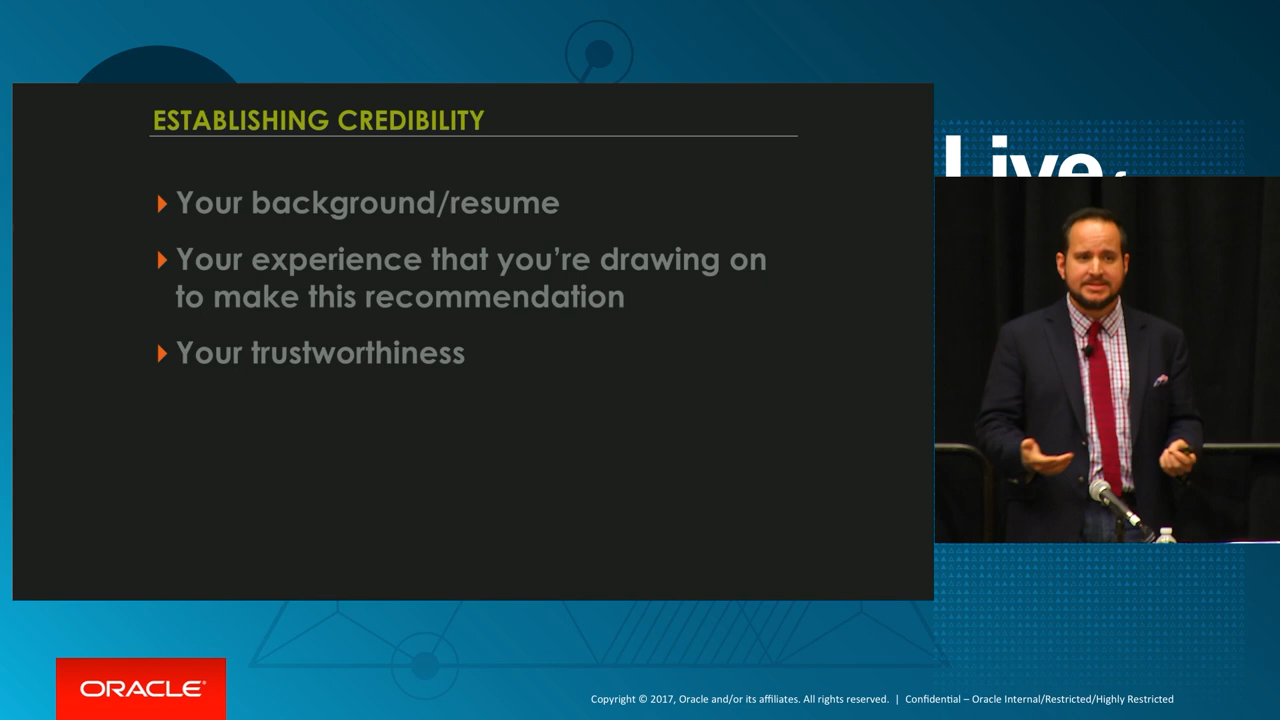 ESTABLISHING CREDIBILITY
Your background/resume
Your experience that you're drawing on
to make this recommendation
Your trustworthiness
Live
ORACLE®
Copyright © 2017, Oracle and/or its affiliates. All rights reserved. | Confidential – Oracle Internal/Restricted/Highly Restricted